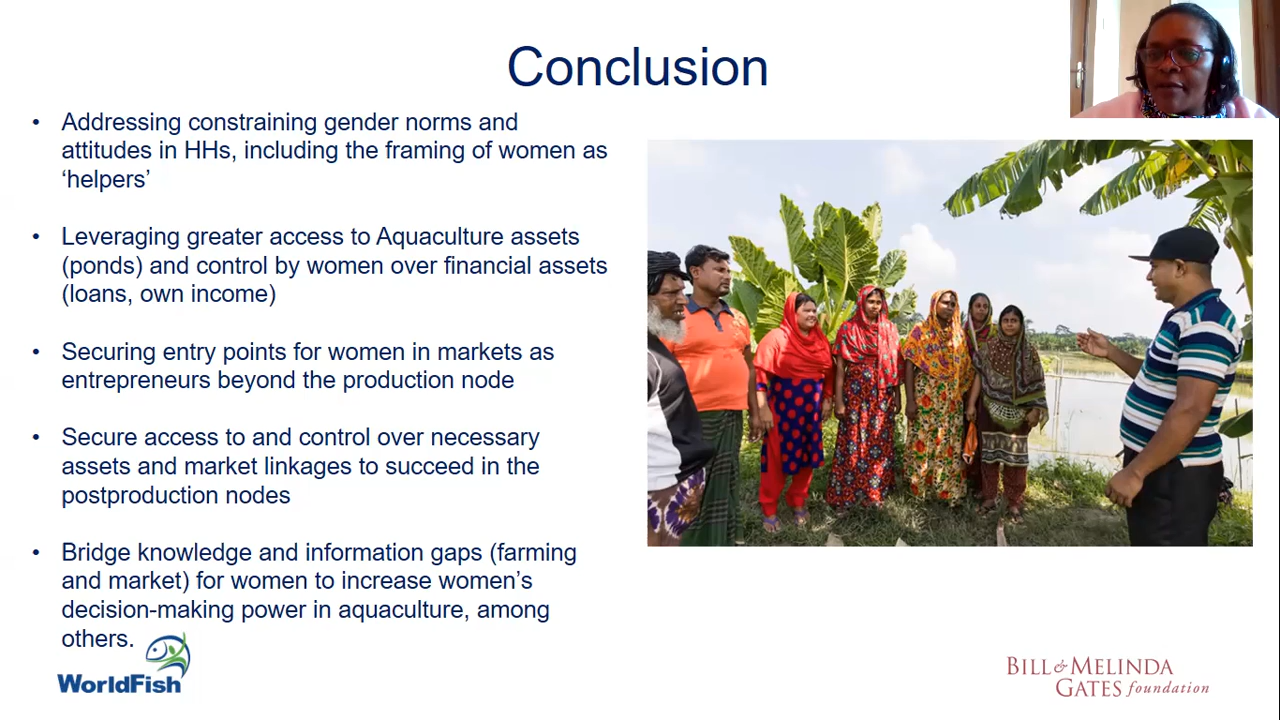 Conclusion
• Addressing constraining gender norms and
attitudes in HHs, including the framing of women as
‘helpers’
• Leveraging greater access to Aquaculture assets
(ponds) and control by women over financial assets
(loans, own income)
• Securing entry points for women in markets as
entrepreneurs beyond the production node
• Secure access to and control over necessary
assets and market linkages to succeed in the
postproduction nodes
• Bridge knowledge and information gaps (farming
and market) for women to increase women’s
decision-making power in aquaculture, among
others.
WorldFish
BILL & MELINDA
GATES foundation